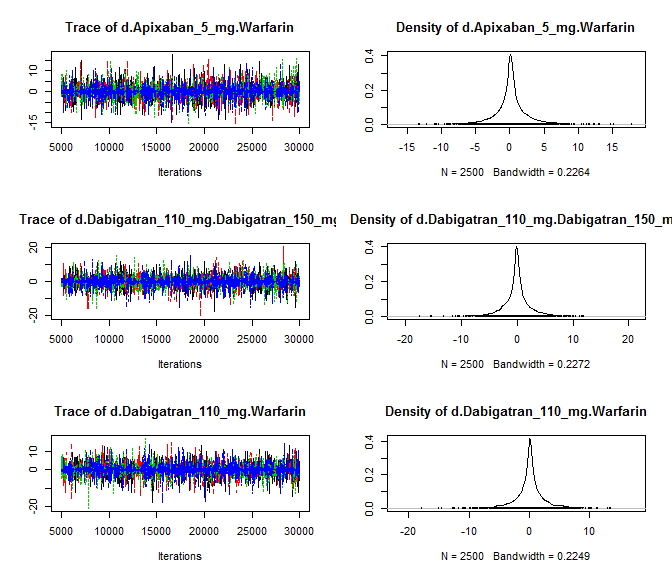 Trace of d.Apixaban_5_mg.Warfarin
Density of d.Apixaban_5_mg.Warfarin
10
0
-15
5000 10000 15000 20000 25000 30000
Iterations
0.4
0.2
0.0
-15 -10 -5 0 5 10 15
N = 2500 Bandwidth = 0.2264
Trace of d.Dabigatran_110_mg.Dabigatran_150_mg
Density of d.Dabigatran_110_mg.Dabigatran_150_m
20
0
-20
5000 10000 15000 20000 25000 30000
Iterations
0.4
0.2
0.0
-20 -10 0 10 20
N = 2500 Bandwidth = 0.2272
Trace of d.Dabigatran_110_mg.Warfarin
Density of d.Dabigatran_110_mg.Warfarin
10
0
-20
5000 10000 15000 20000 25000 30000
Iterations
0.4
0.2
0.0
-20 -10 0 10
N = 2500 Bandwidth = 0.2249